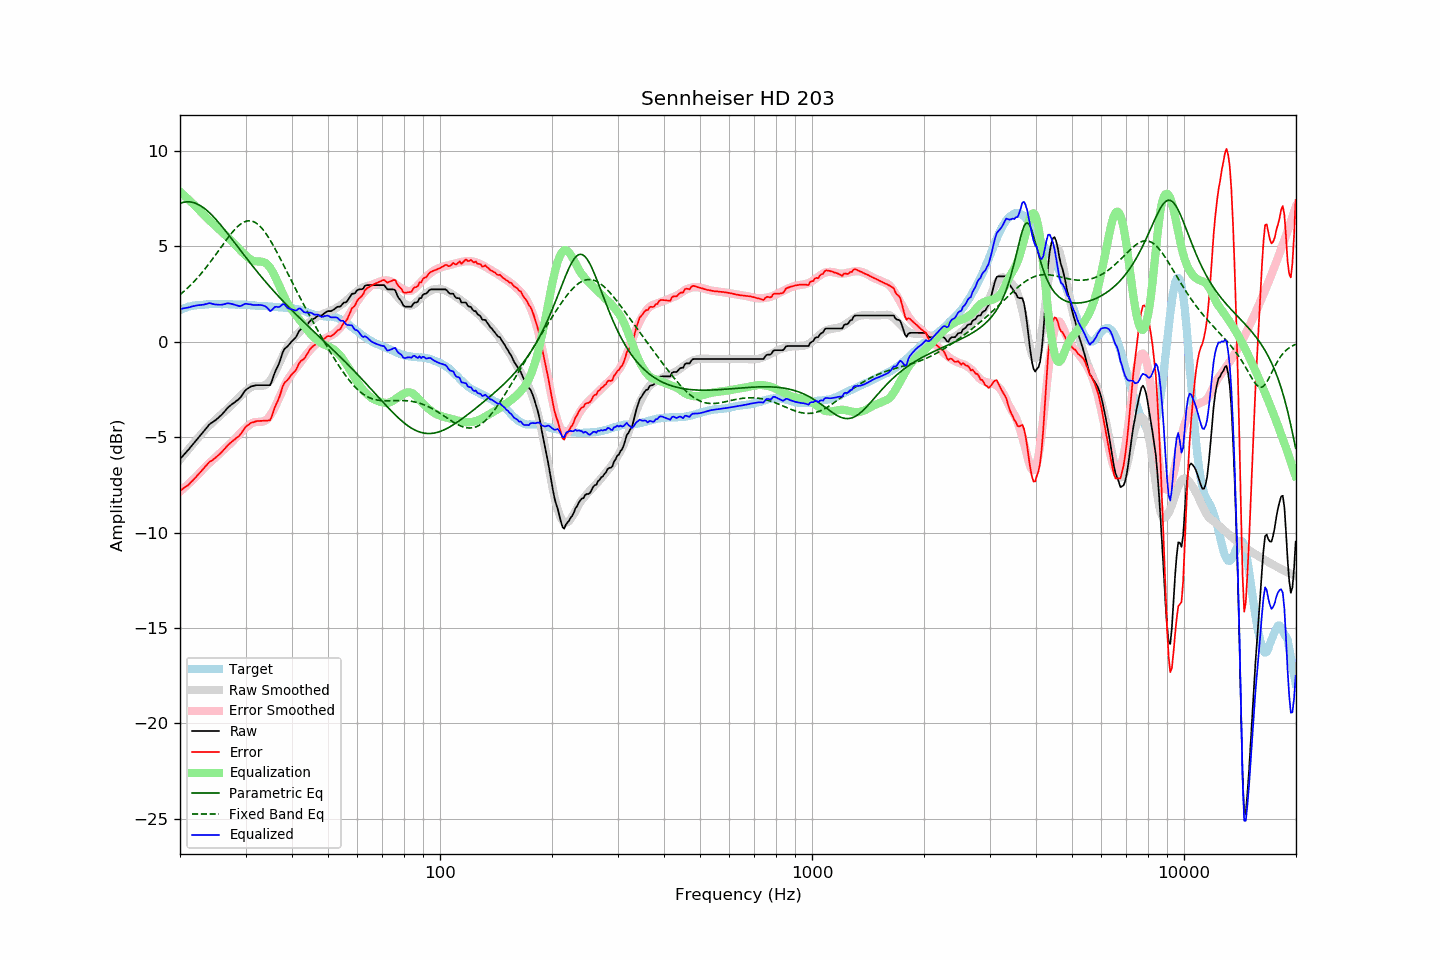 Sennheiser HD 203
Amplitude (dBr)
10
5
0
−5
−10
−15
−20
−25
Target
Raw Smoothed
Error Smoothed
Raw
Error
Equalization
Parametric Eq
Fixed Band Eq
Equalized
100
1000
10000
Frequency (Hz)